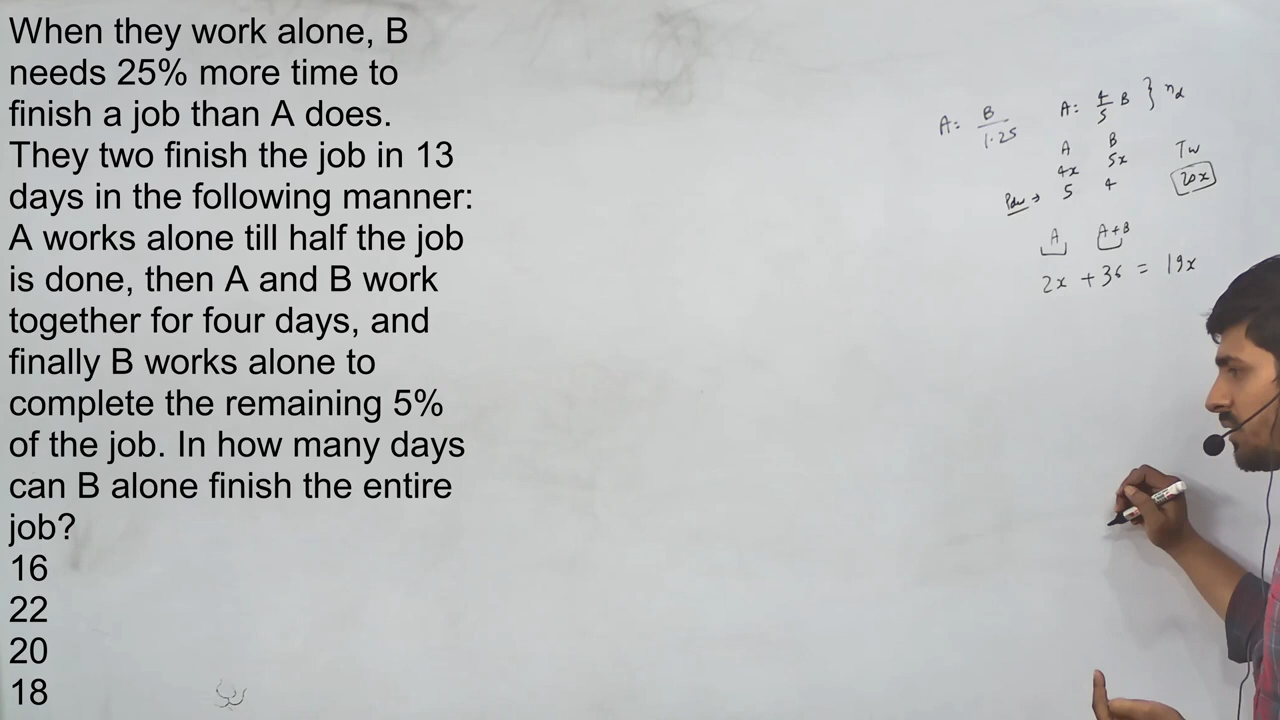 When they work alone, B
needs 25% more time to
finish a job than A does.
They two finish the job in 13
days in the following manner:
A works alone till half the job
is done, then A and B work
together for four days, and
finally B works alone to
complete the remaining 5%
of the job. In how many days
can B alone finish the entire
job?
16
22
20
18
A= B/1.25
A: 4/5 B }
A B
4x 5x Tw
5 4 20x
A A+B
2x + 36 = 19x